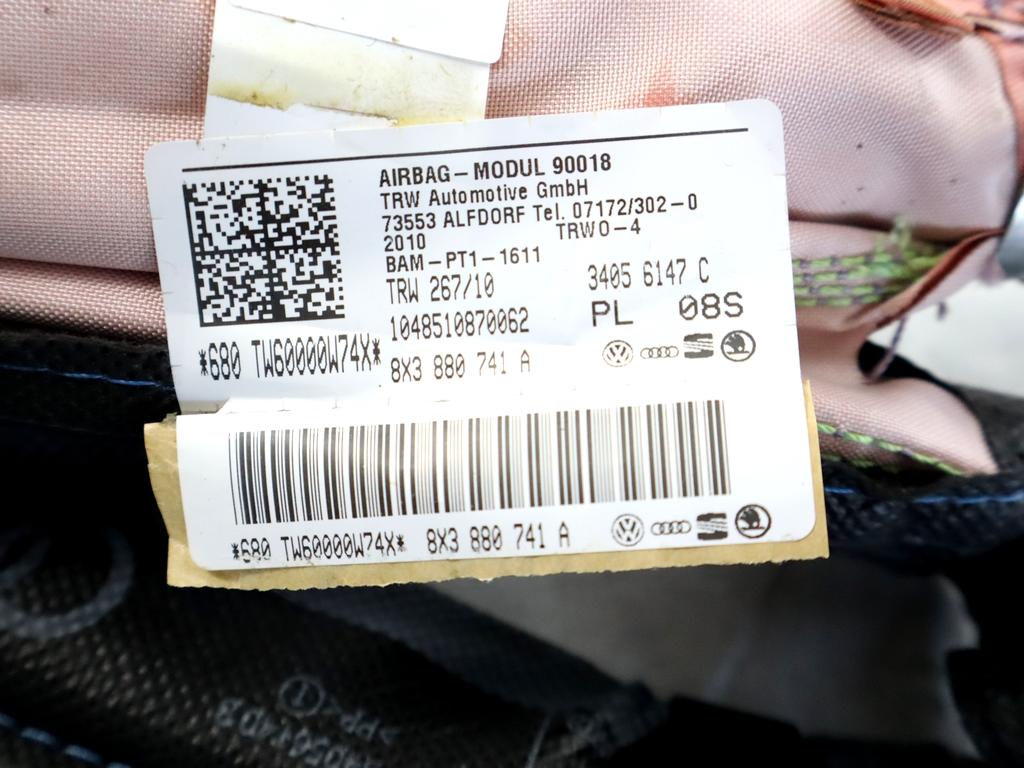 AIRBAG-MODUL 90018
TRW Automotive GmbH
73553 ALFDORF Tel. 07172/302-0
2010 TRWO-4
BAM-PT1-1611
TRW 267/10 3405 6147 C
1048510870062 PL 08S
*680 TW60000W74X* 8X3 880 741 A
*680 TW60000W74X* 8X3 880 741 A
>PP<